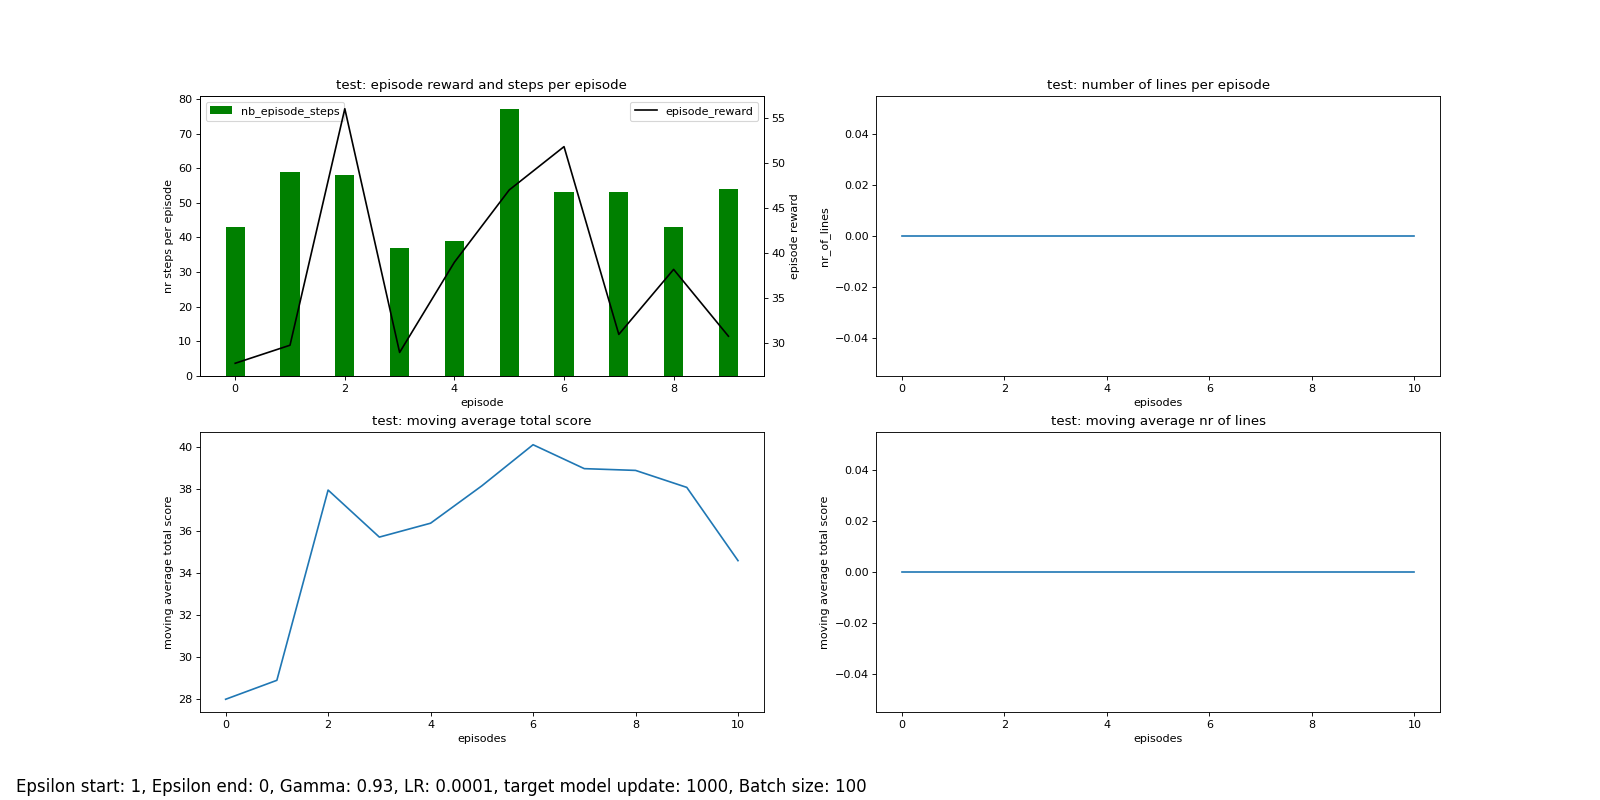 test: episode reward and steps per episode
80
70
60
50
40
30
20
10
0
nr steps per episode
nb_episode_steps
episode_reward
55
50
45
40
35
30
episode reward
0 2 4 6 8
episode
test: number of lines per episode
0.04
0.02
0.00
−0.02
−0.04
nr_of_lines
0 2 4 6 8 10
episodes
test: moving average total score
40
38
36
34
32
30
28
moving average total score
0 2 4 6 8 10
episodes
test: moving average nr of lines
0.04
0.02
0.00
−0.02
−0.04
moving average total score
0 2 4 6 8 10
episodes
Epsilon start: 1, Epsilon end: 0, Gamma: 0.93, LR: 0.0001, target model update: 1000, Batch size: 100